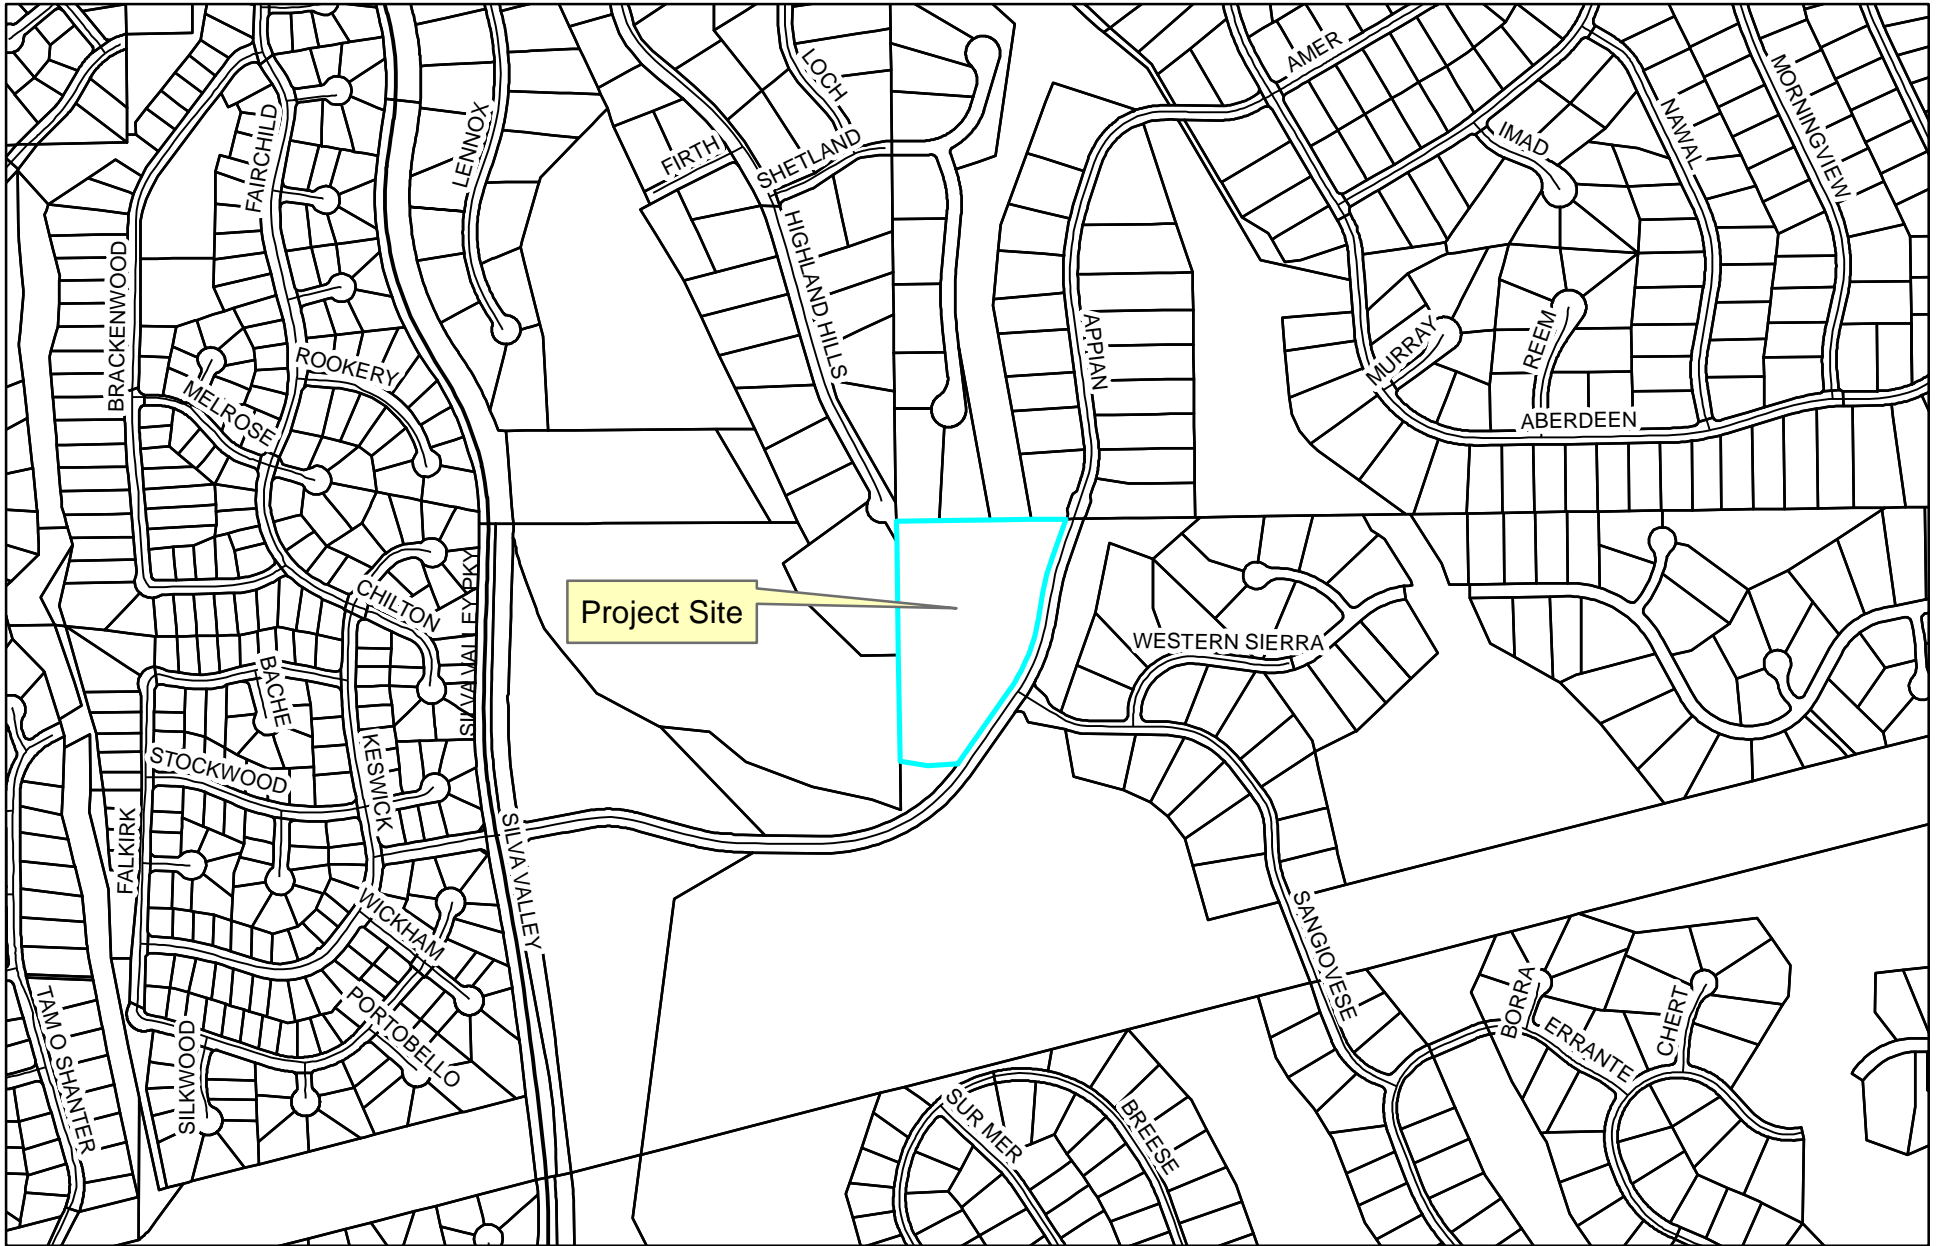 AMER
LOCH
MORNINGVIEW
LENNOX
NAWAL
FAIRCHILD
IMAD
FIRTH
SHETLAND
HIGHLAND HILLS
BRACKENWOOD
APPIAN
REEM
MURRAY
ROOKERY
MELROSE
ABERDEEN
SILVA VALLEY PKY
CHILTON
Project Site
WESTERN SIERRA
BACHE
KESWICK
STOCKWOOD
FALKIRK
SILVA VALLEY
WICKHAM
SANGIOVESE
BORRA
CHERT
PORTOBELLO
TAM O SHANTER
ERRANTE
SILKWOOD
SUR MER
BREESE